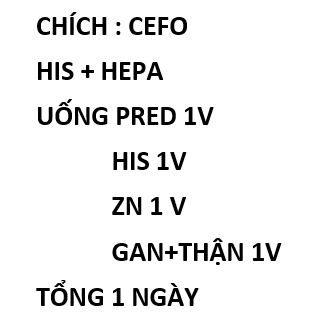 CHÍCH : CEFO
HIS + HEPA
UỐNG PRED 1V
HIS 1V
ZN 1 V
GAN+THẬN 1V
TỔNG 1 NGÀY